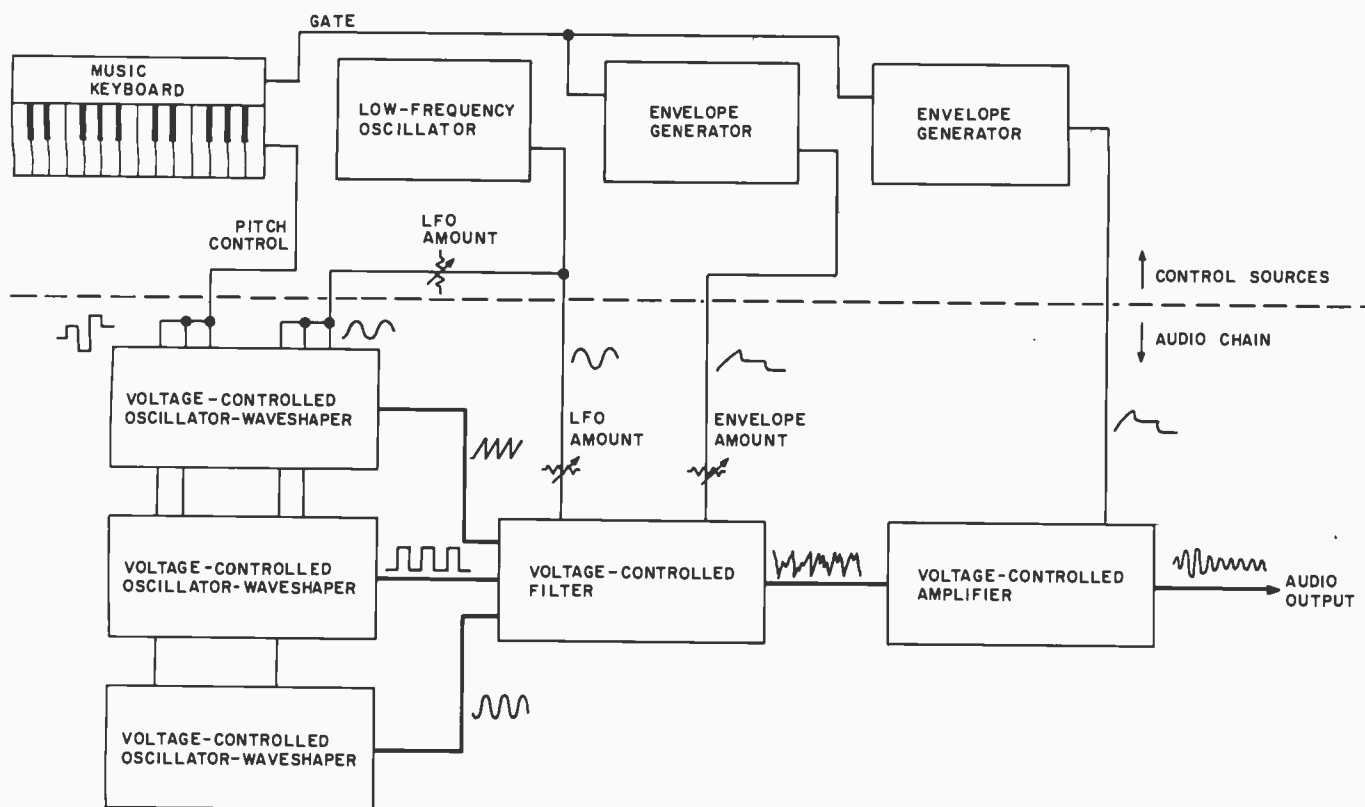 GATE
MUSIC
KEYBOARD
LOW-FREQUENCY
OSCILLATOR
ENVELOPE
GENERATOR
ENVELOPE
GENERATOR
PITCH
CONTROL
LFO
AMOUNT
CONTROL SOURCES
AUDIO CHAIN
VOLTAGE-CONTROLLED
OSCILLATOR-WAVESHAPER
LFO
AMOUNT
ENVELOPE
AMOUNT
VOLTAGE-CONTROLLED
OSCILLATOR-WAVESHAPER
VOLTAGE-CONTROLLED
FILTER
VOLTAGE-CONTROLLED
AMPLIFIER
AUDIO
OUTPUT
VOLTAGE-CONTROLLED
OSCILLATOR-WAVESHAPER